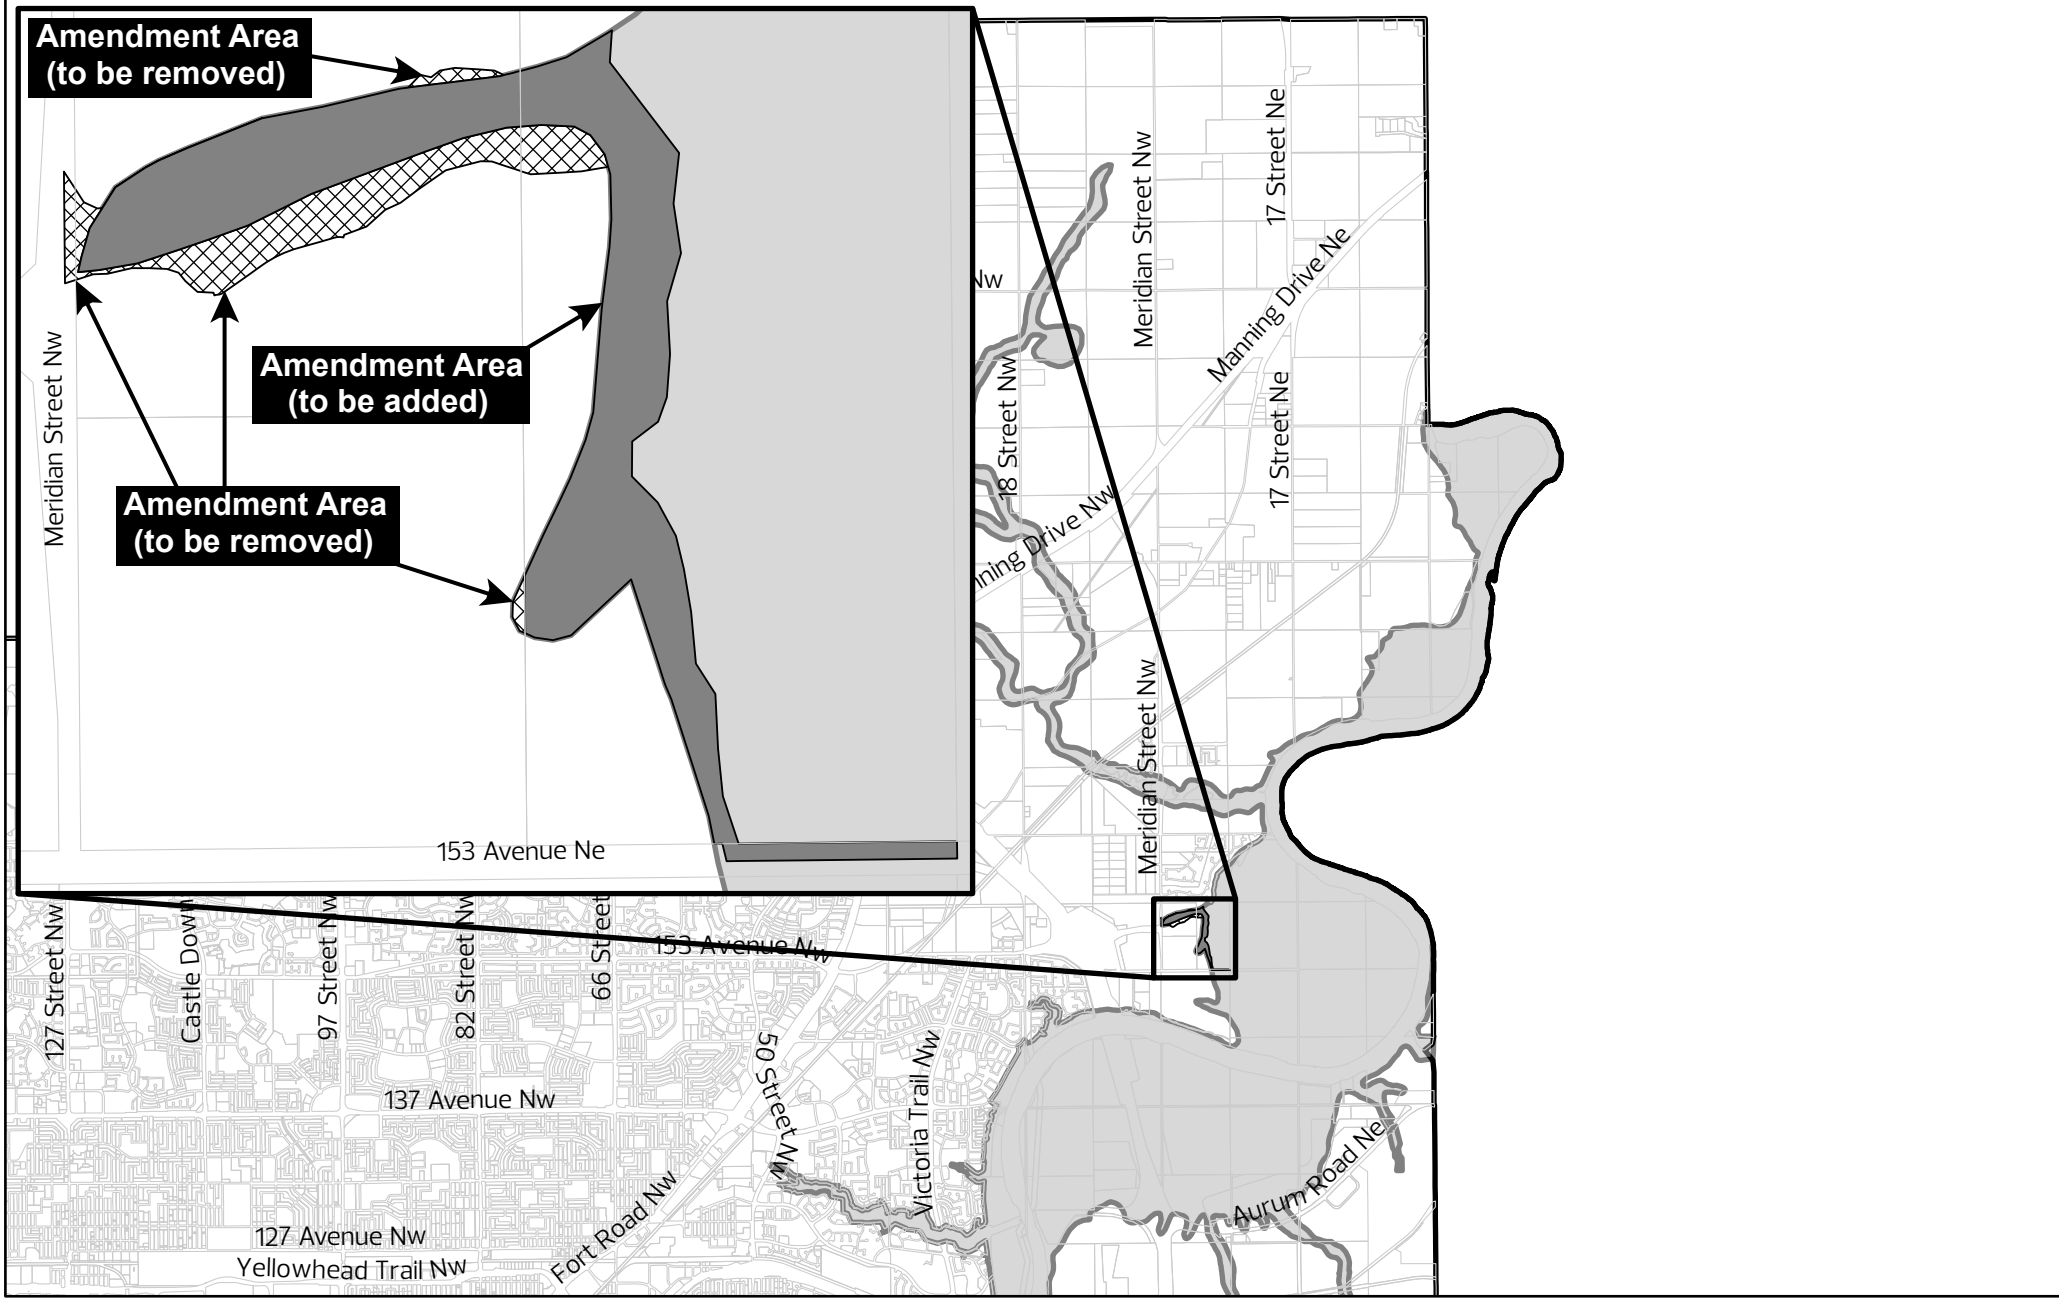 Amendment Area
(to be removed)
Amendment Area
(to be added)
Amendment Area
(to be removed)
Meridian Street Nw
153 Avenue Ne
Nw
18 Street Nw
Meridian Street Nw
17 Street Ne
Manning Drive Ne
17 Street Ne
nning Drive Nw
Meridian Street Nw
127 Street Nw
Castle Down
97 Street Nw
82 Street Nw
66 Street
153 Avenue Nw
50 Street Nw
Victoria Trail Nw
137 Avenue Nw
127 Avenue Nw
Yellowhead Trail Nw
Fort Road Nw
Aurum Road Ne